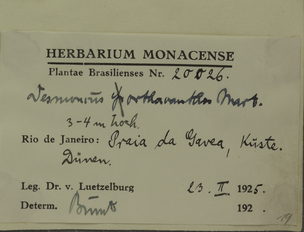 HERBARIUM MONACENSE
Plantae Brasilienses Nr. 20026.
Desmoncus orthacanthos Mart.
3-4 m hoch.
Rio de Janeiro: Praia da Gavea, Küste.
Dünen.
Leg. Dr. v. Luetzelburg 23. II 1925.
Determ. Burret 192 .